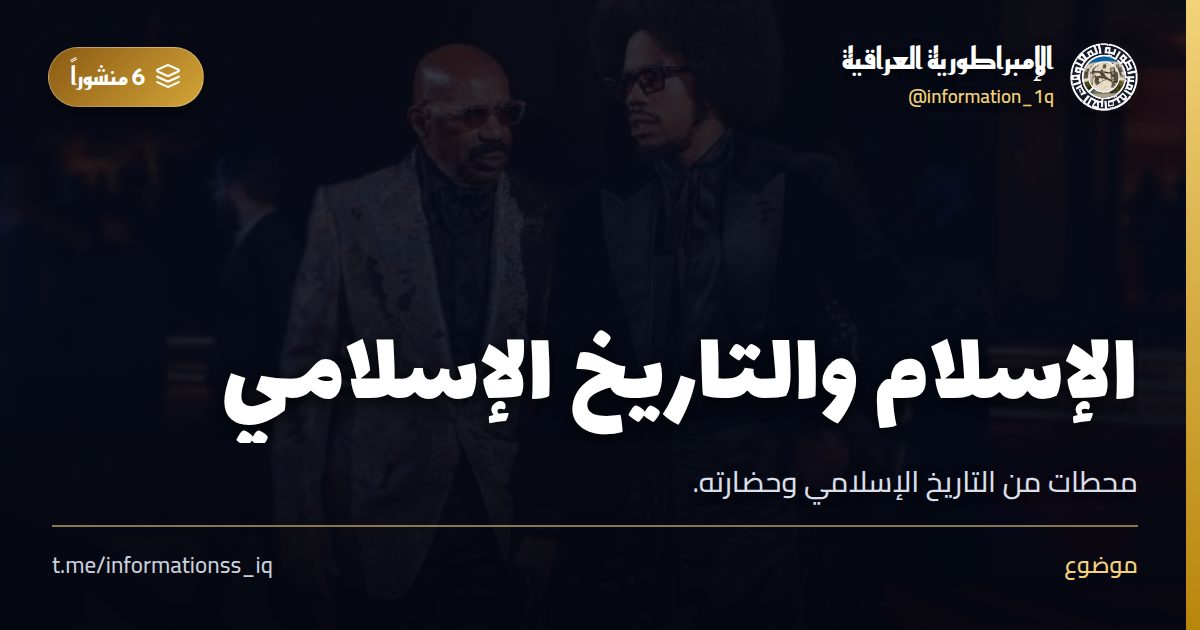 الإمبراطورية العراقية
@information_1q
6 منشوراً
الإسلام والتاريخ الإسلامي
محطات من التاريخ الإسلامي وحضارته.
موضوع
t.me/informationss_iq